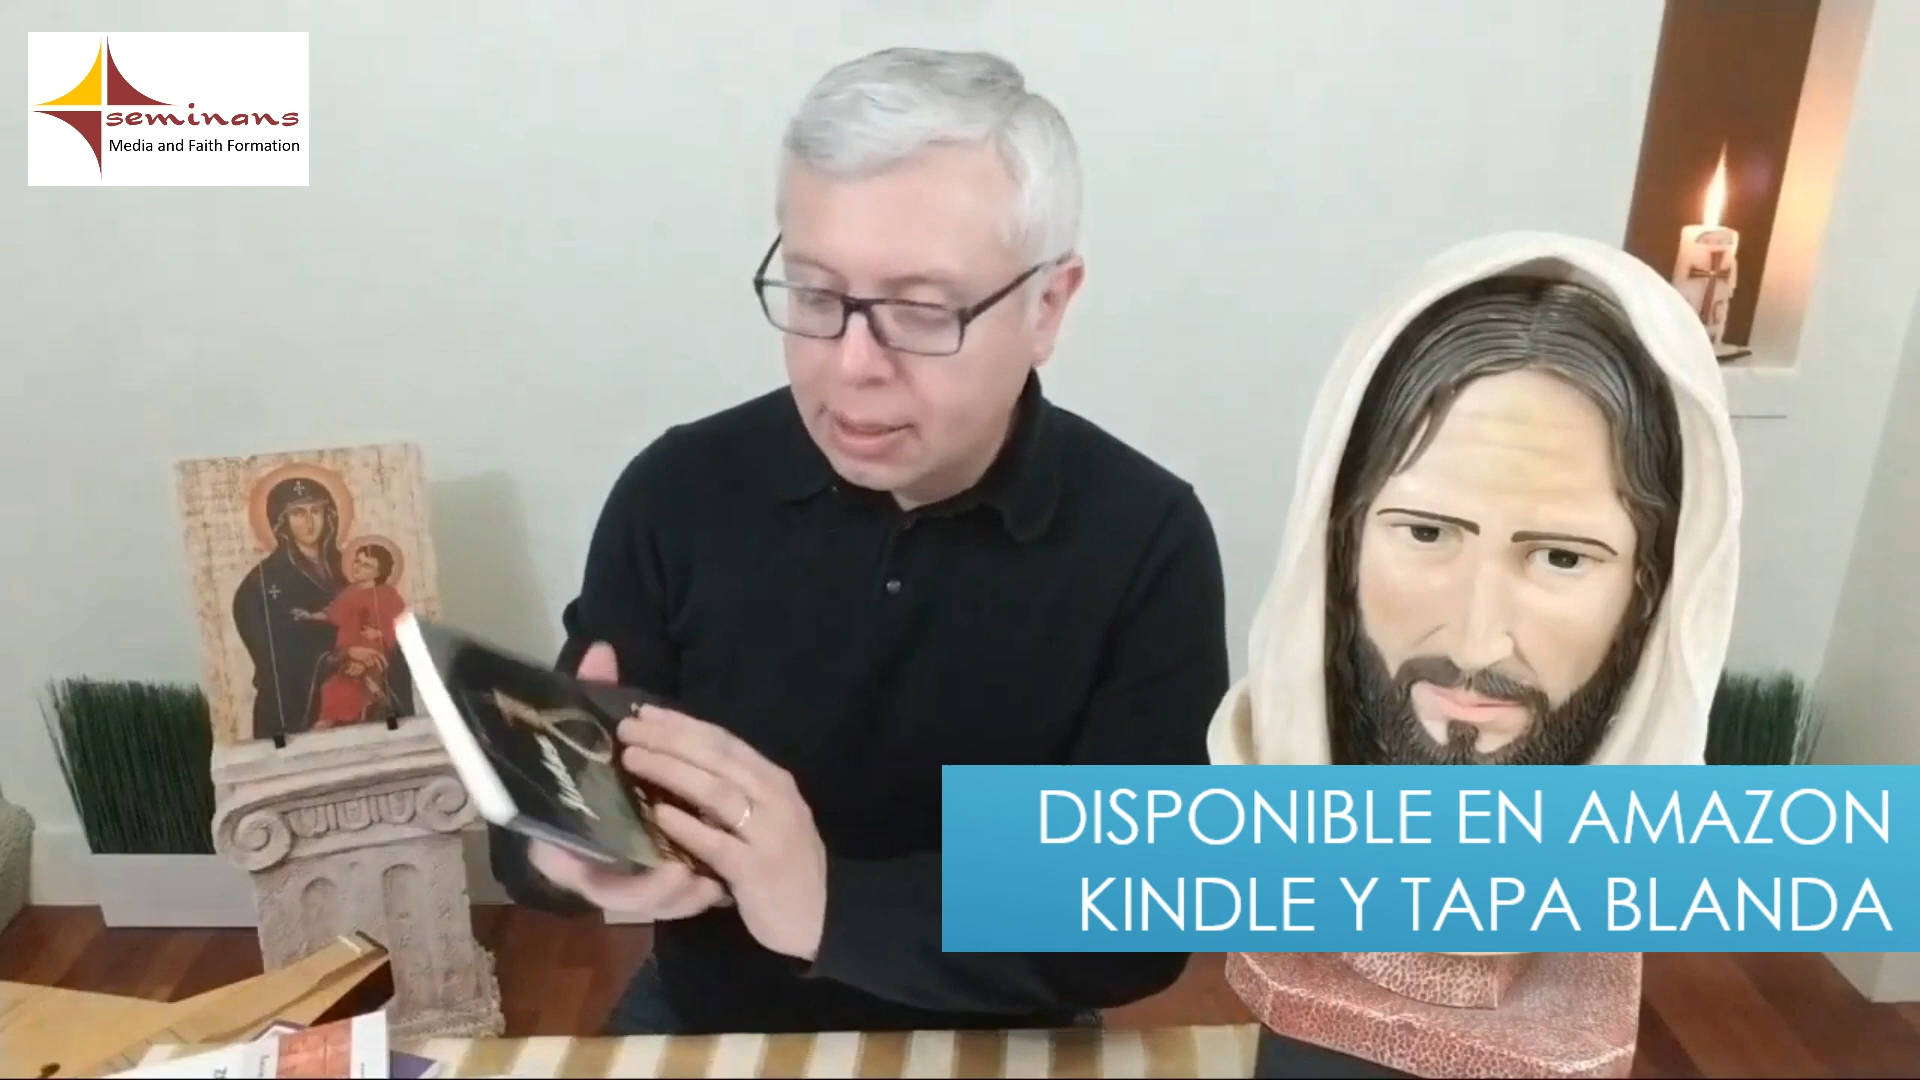 seminans
Media and Faith Formation
DISPONIBLE EN AMAZON
KINDLE Y TAPA BLANDA